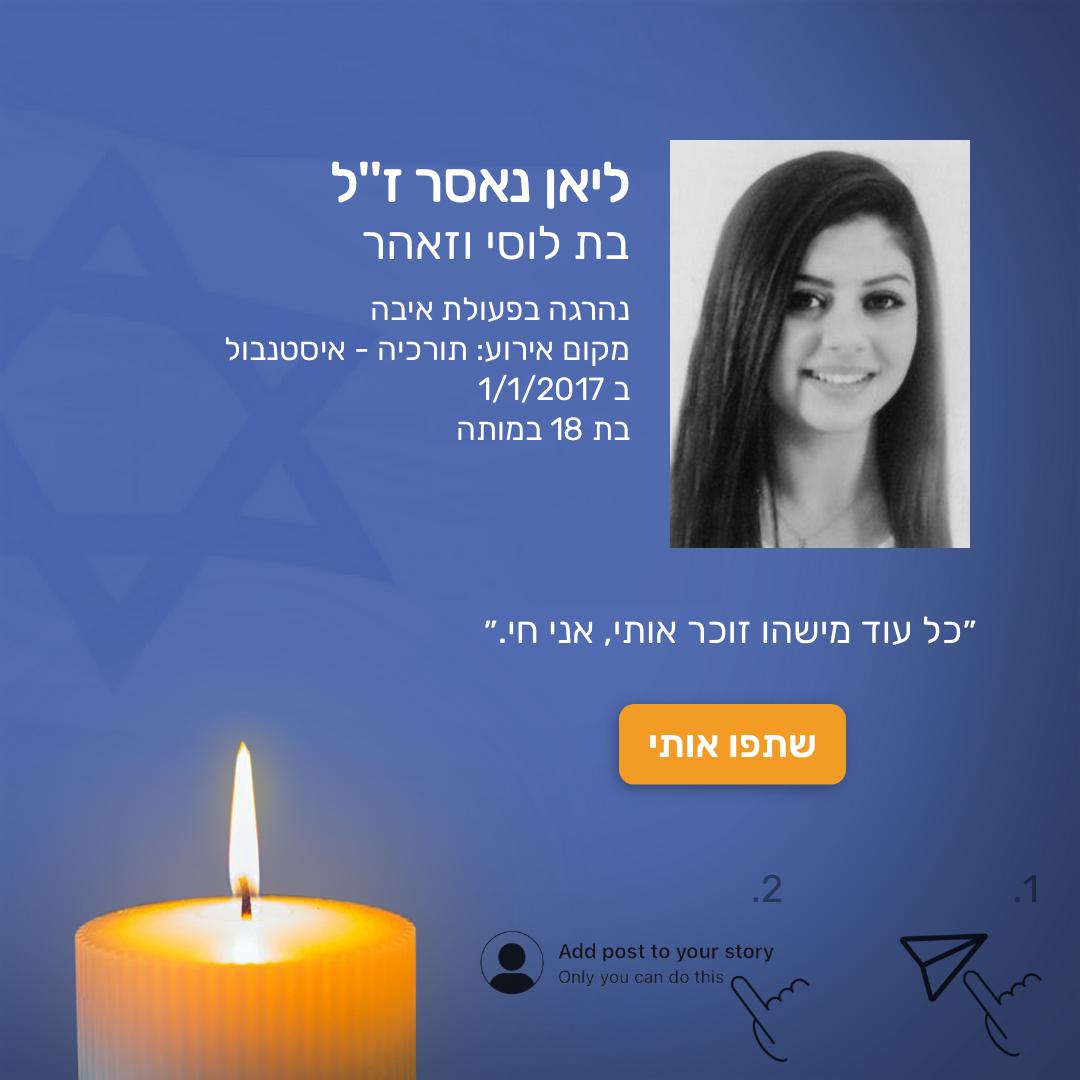 ליאן נאסר ז"ל
בת לוסי וזאהר
נהרגה בפעולת איבה
מקום אירוע: תורכיה - איסטנבול
ב 1/1/2017
בת 18 במותה
״כל עוד מישהו זוכר אותי, אני חי.״
שתפו אותי
1.
2.
Add post to your story
Only you can do this